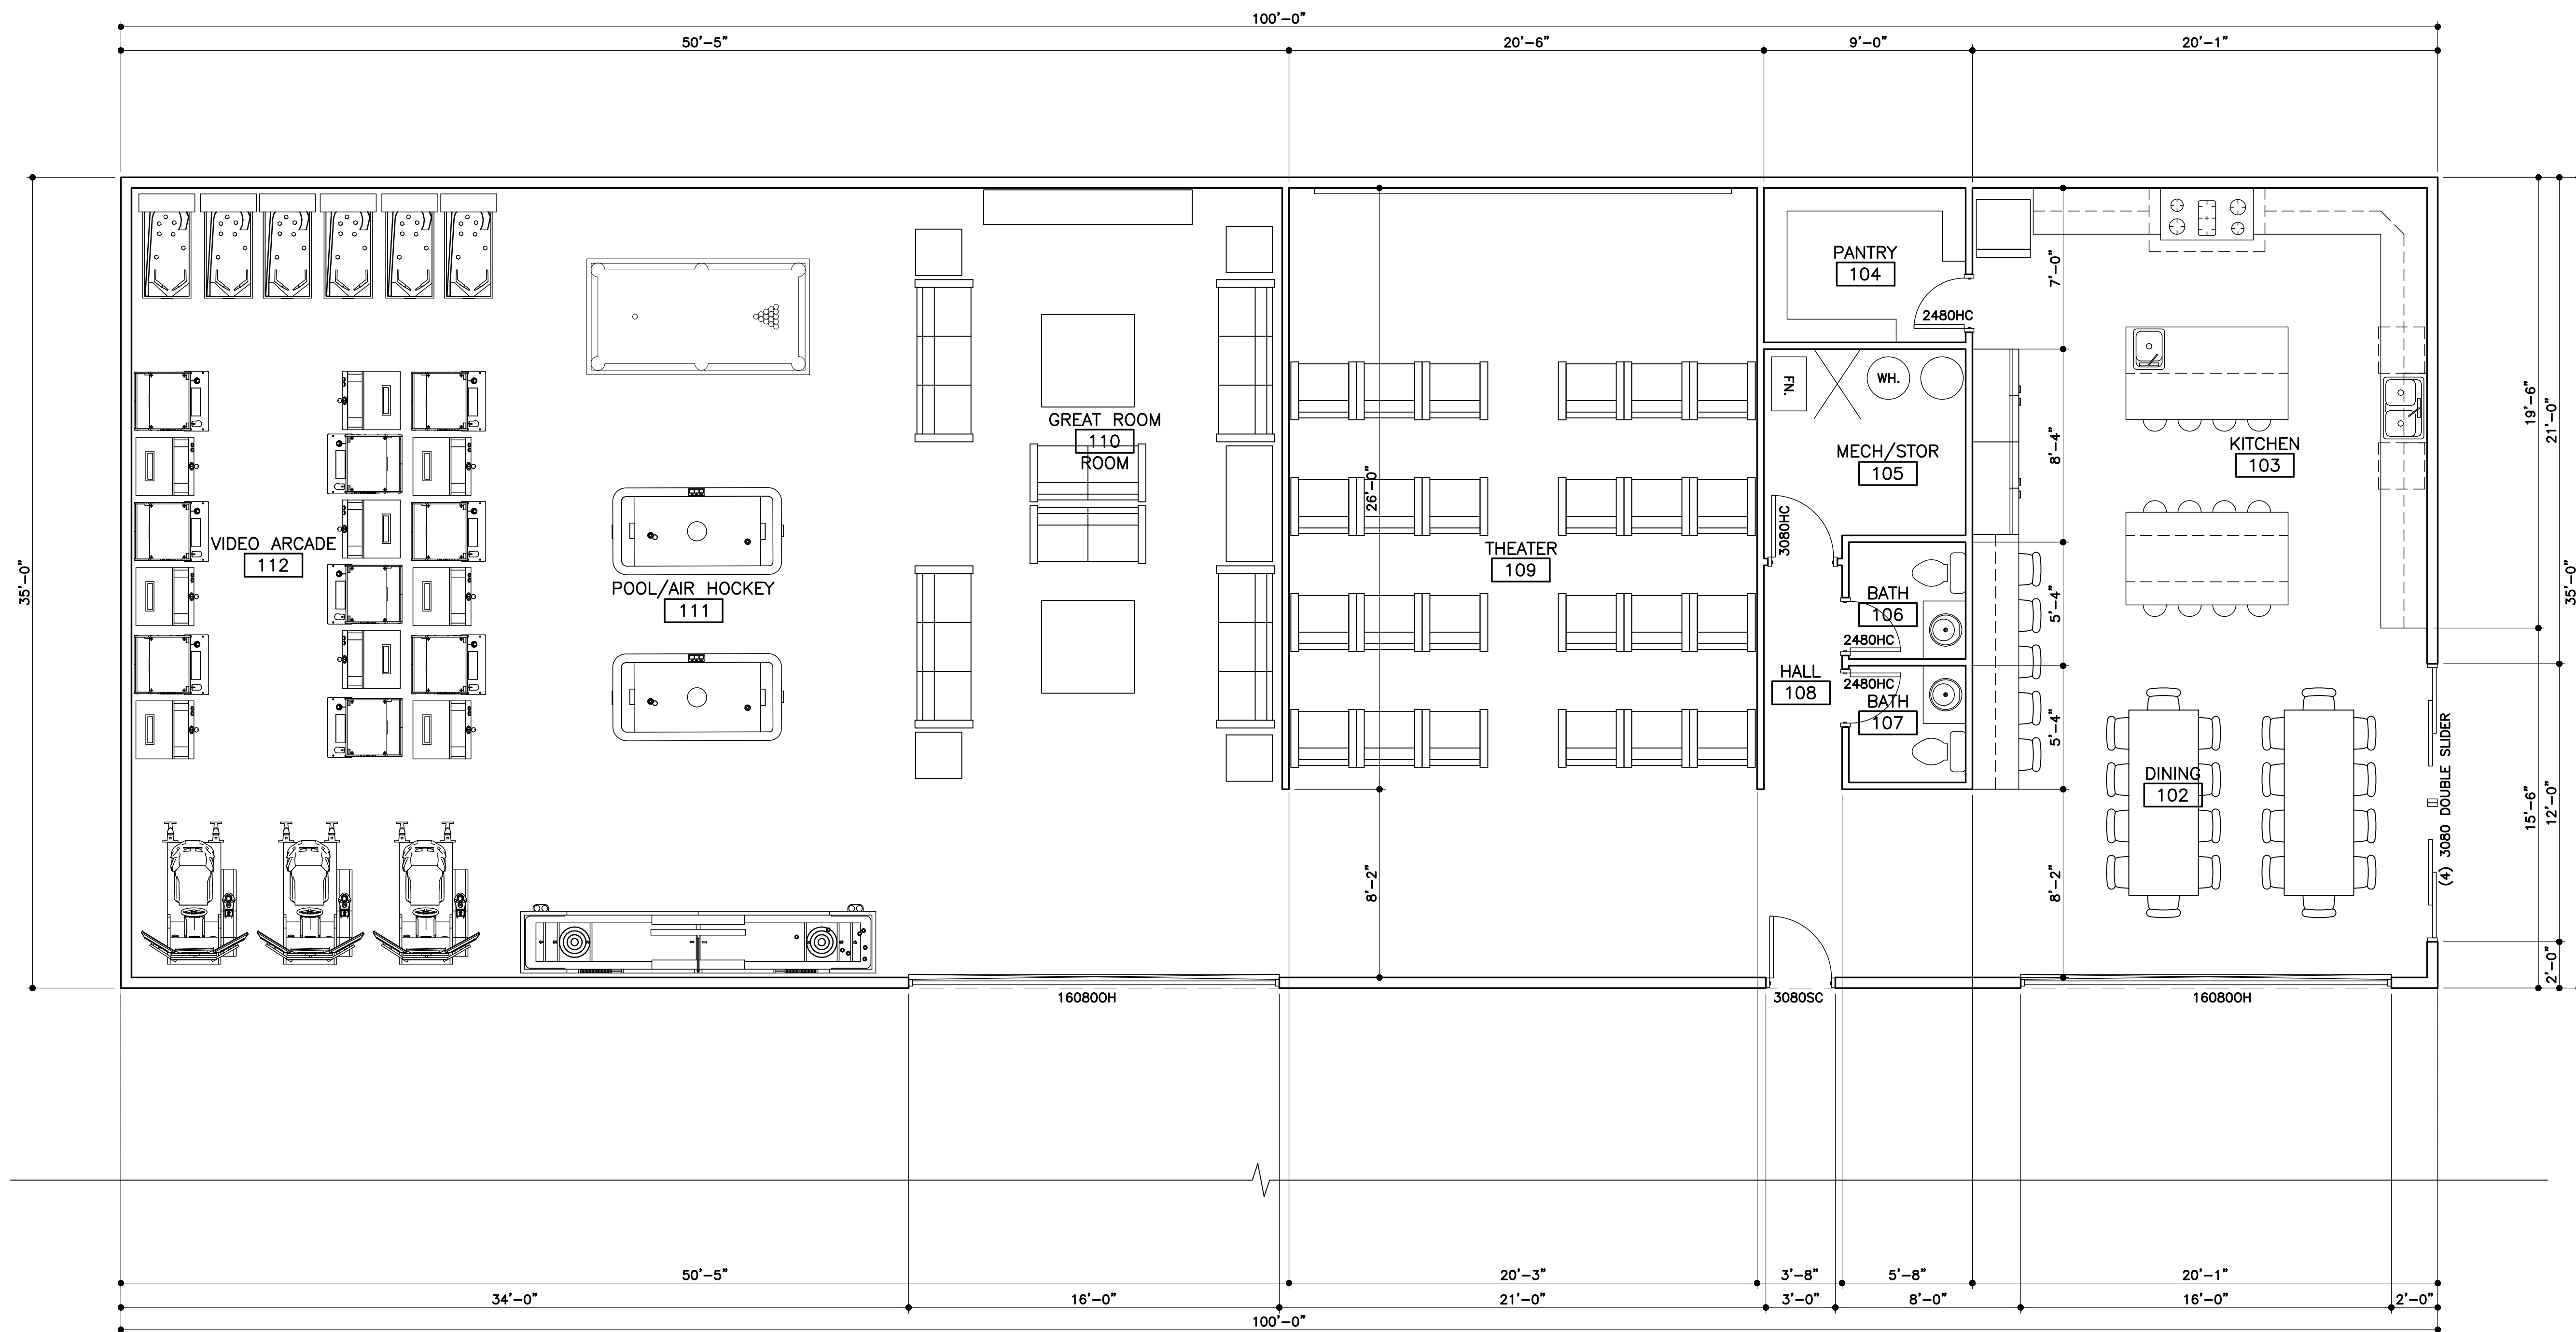 100'-0"
50'-5"
20'-6"
9'-0"
20'-1"
35'-0"
PANTRY
104
2480HC
7'-0"
FN.
WH.
GREAT ROOM
110
ROOM
MECH/STOR
105
8'-4"
KITCHEN
103
19'-6"
21'-0"
26'-0"
3080HC
VIDEO ARCADE
112
THEATER
109
POOL/AIR HOCKEY
111
BATH
106
5'-4"
35'-0"
2480HC
HALL
108
2480HC
BATH
107
5'-4"
DINING
102
(4) 3080 DOUBLE SLIDER
15'-6"
12'-0"
8'-2"
8'-2"
2'-0"
16080OH
3080SC
16080OH
50'-5"
20'-3"
3'-8"
5'-8"
20'-1"
34'-0"
16'-0"
21'-0"
3'-0"
8'-0"
16'-0"
2'-0"
100'-0"